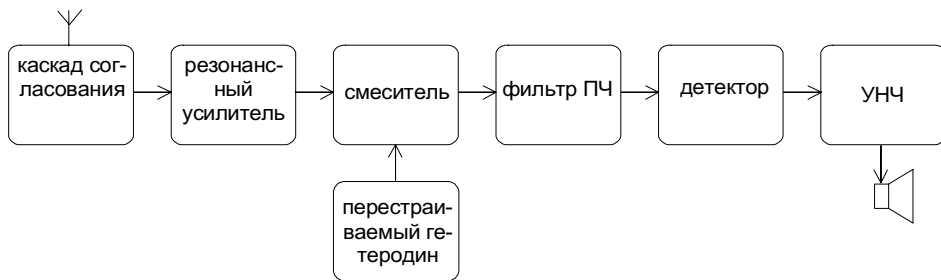 каскад сог-
ласования
резонанс-
ный
усилитель
смеситель
фильтр ПЧ
детектор
УНЧ
перестраи-
ваемый ге-
теродин